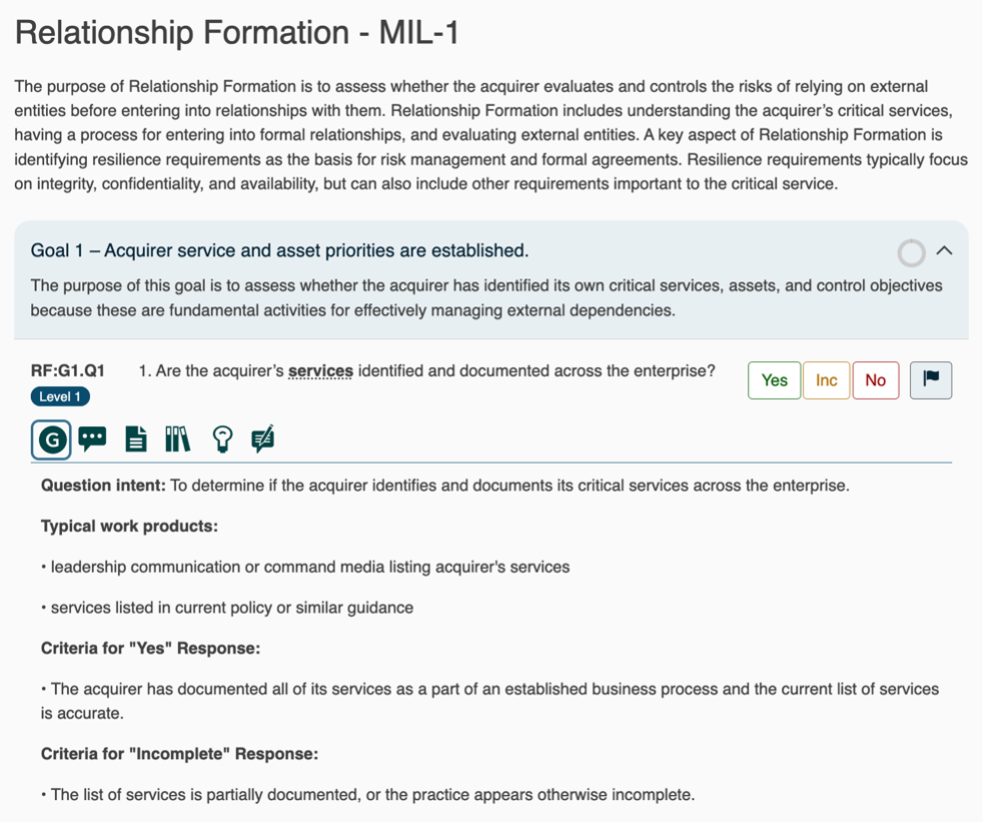 Relationship Formation - MIL-1
The purpose of Relationship Formation is to assess whether the acquirer evaluates and controls the risks of relying on external
entities before entering into relationships with them. Relationship Formation includes understanding the acquirer's critical services,
having a process for entering into formal relationships, and evaluating external entities. A key aspect of Relationship Formation is
identifying resilience requirements as the basis for risk management and formal agreements. Resilience requirements typically focus
on integrity, confidentiality, and availability, but can also include other requirements important to the critical service.
Goal 1 – Acquirer service and asset priorities are established.
The purpose of this goal is to assess whether the acquirer has identified its own critical services, assets, and control objectives
because these are fundamental activities for effectively managing external dependencies.
RF:G1.Q1 1. Are the acquirer's services identified and documented across the enterprise? Yes Inc No
Level 1
G
Question intent: To determine if the acquirer identifies and documents its critical services across the enterprise.
Typical work products:
• leadership communication or command media listing acquirer's services
• services listed in current policy or similar guidance
Criteria for "Yes" Response:
• The acquirer has documented all of its services as a part of an established business process and the current list of services
is accurate.
Criteria for "Incomplete" Response:
• The list of services is partially documented, or the practice appears otherwise incomplete.